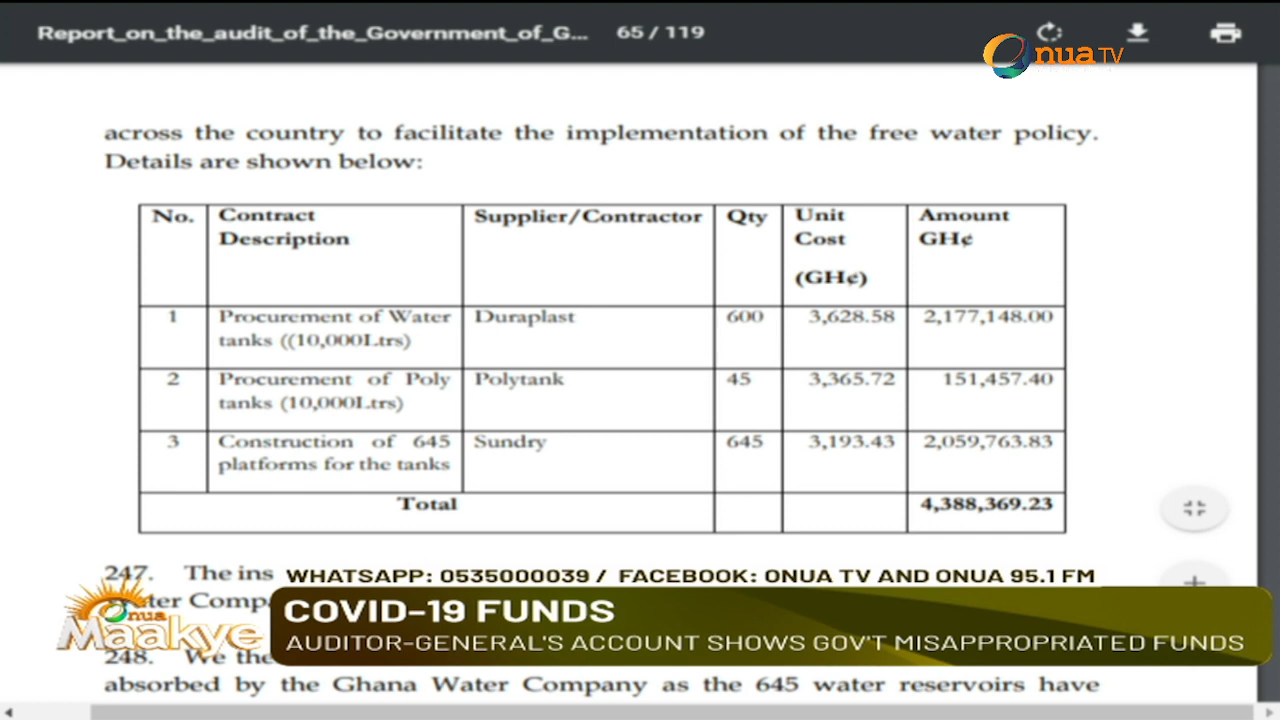 Report_on_the_audit_of_the_Government_of_G... 65 / 119
Onua TV
across the country to facilitate the implementation of the free water policy.
Details are shown below:
No. Contract Description Supplier/Contractor Qty Unit Cost (GH¢) Amount GH¢
1 Procurement of Water tanks ((10,000Ltrs) Duraplast 600 3,628.58 2,177,148.00
2 Procurement of Poly tanks (10,000Ltrs) Polytank 45 3,365.72 151,457.40
3 Construction of 645 platforms for the tanks Sundry 645 3,193.43 2,059,763.83
Total 4,388,369.23
247. The ins
WHATSAPP: 0535000039 / FACEBOOK: ONUA TV AND ONUA 95.1 FM
Onua Maakye
COVID-19 FUNDS
AUDITOR-GENERAL'S ACCOUNT SHOWS GOV'T MISAPPROPRIATED FUNDS
248. We the
absorbed by the Ghana Water Company as the 645 water reservoirs have